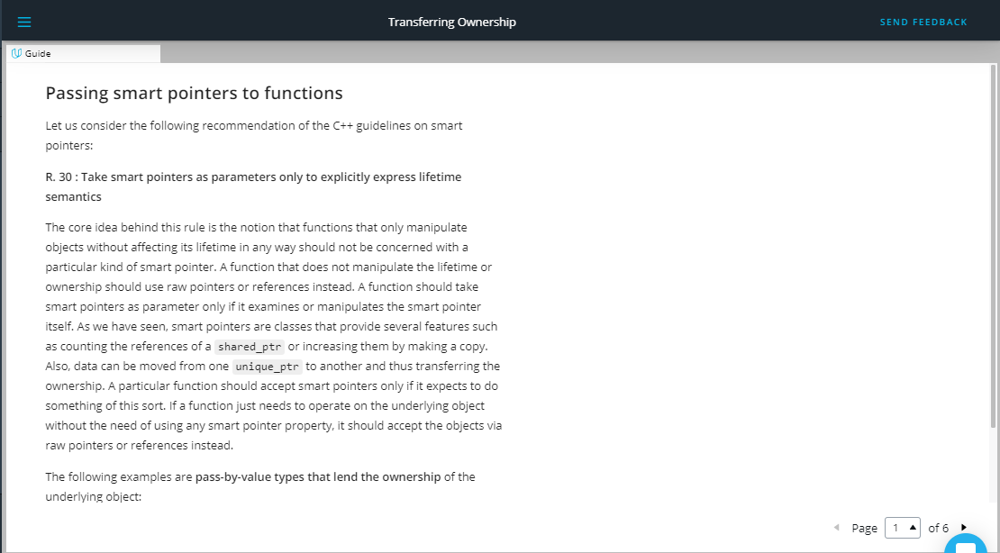 Transferring Ownership
SEND FEEDBACK
Guide
Passing smart pointers to functions
Let us consider the following recommendation of the C++ guidelines on smart
pointers:
R. 30 : Take smart pointers as parameters only to explicitly express lifetime
semantics
The core idea behind this rule is the notion that functions that only manipulate
objects without affecting its lifetime in any way should not be concerned with a
particular kind of smart pointer. A function that does not manipulate the lifetime or
ownership should use raw pointers or references instead. A function should take
smart pointers as parameter only if it examines or manipulates the smart pointer
itself. As we have seen, smart pointers are classes that provide several features such
as counting the references of a shared_ptr or increasing them by making a copy.
Also, data can be moved from one unique_ptr to another and thus transferring the
ownership. A particular function should accept smart pointers only if it expects to do
something of this sort. If a function just needs to operate on the underlying object
without the need of using any smart pointer property, it should accept the objects via
raw pointers or references instead.
The following examples are pass-by-value types that lend the ownership of the
underlying object:
Page 1 of 6